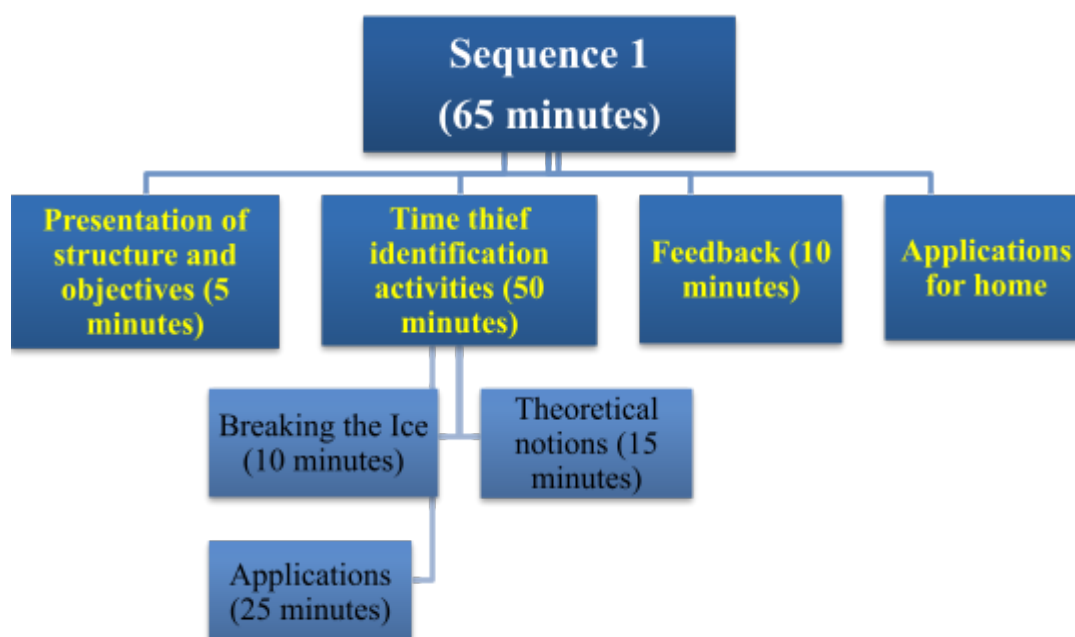 Sequence 1
(65 minutes)
Presentation of
structure and
objectives (5
minutes)
Time thief
identification
activities (50
minutes)
Feedback (10
minutes)
Applications
for home
Breaking the Ice
(10 minutes)
Theoretical
notions (15
minutes)
Applications
(25 minutes)